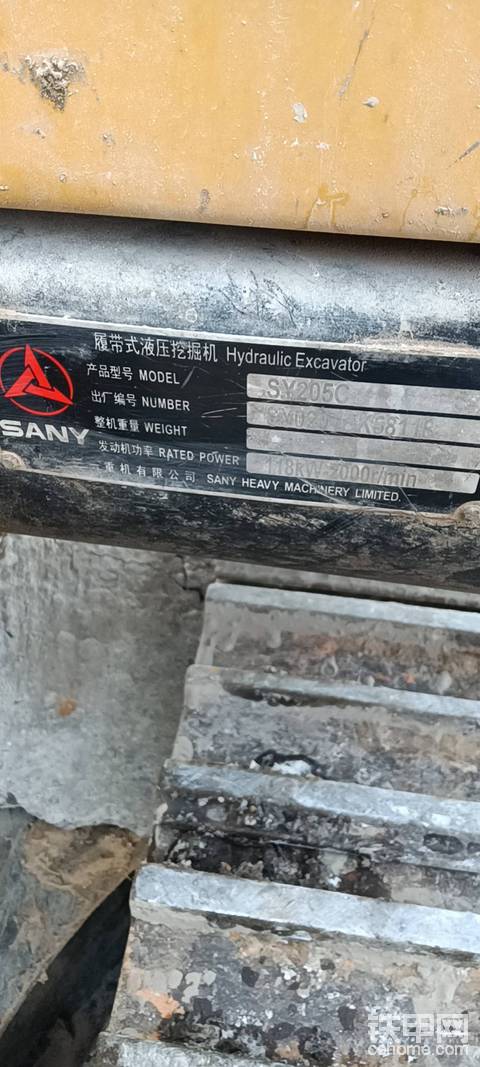 履带式液压挖掘机 Hydraulic Excavator
产品型号 MODEL SY205C
出厂编号 NUMBER
整机重量 WEIGHT
发动机功率 RATED POWER 118kW/2000r/min
SANY
重机有限公司 SANY HEAVY MACHINERY LIMITED.
铁甲网
cehome.com